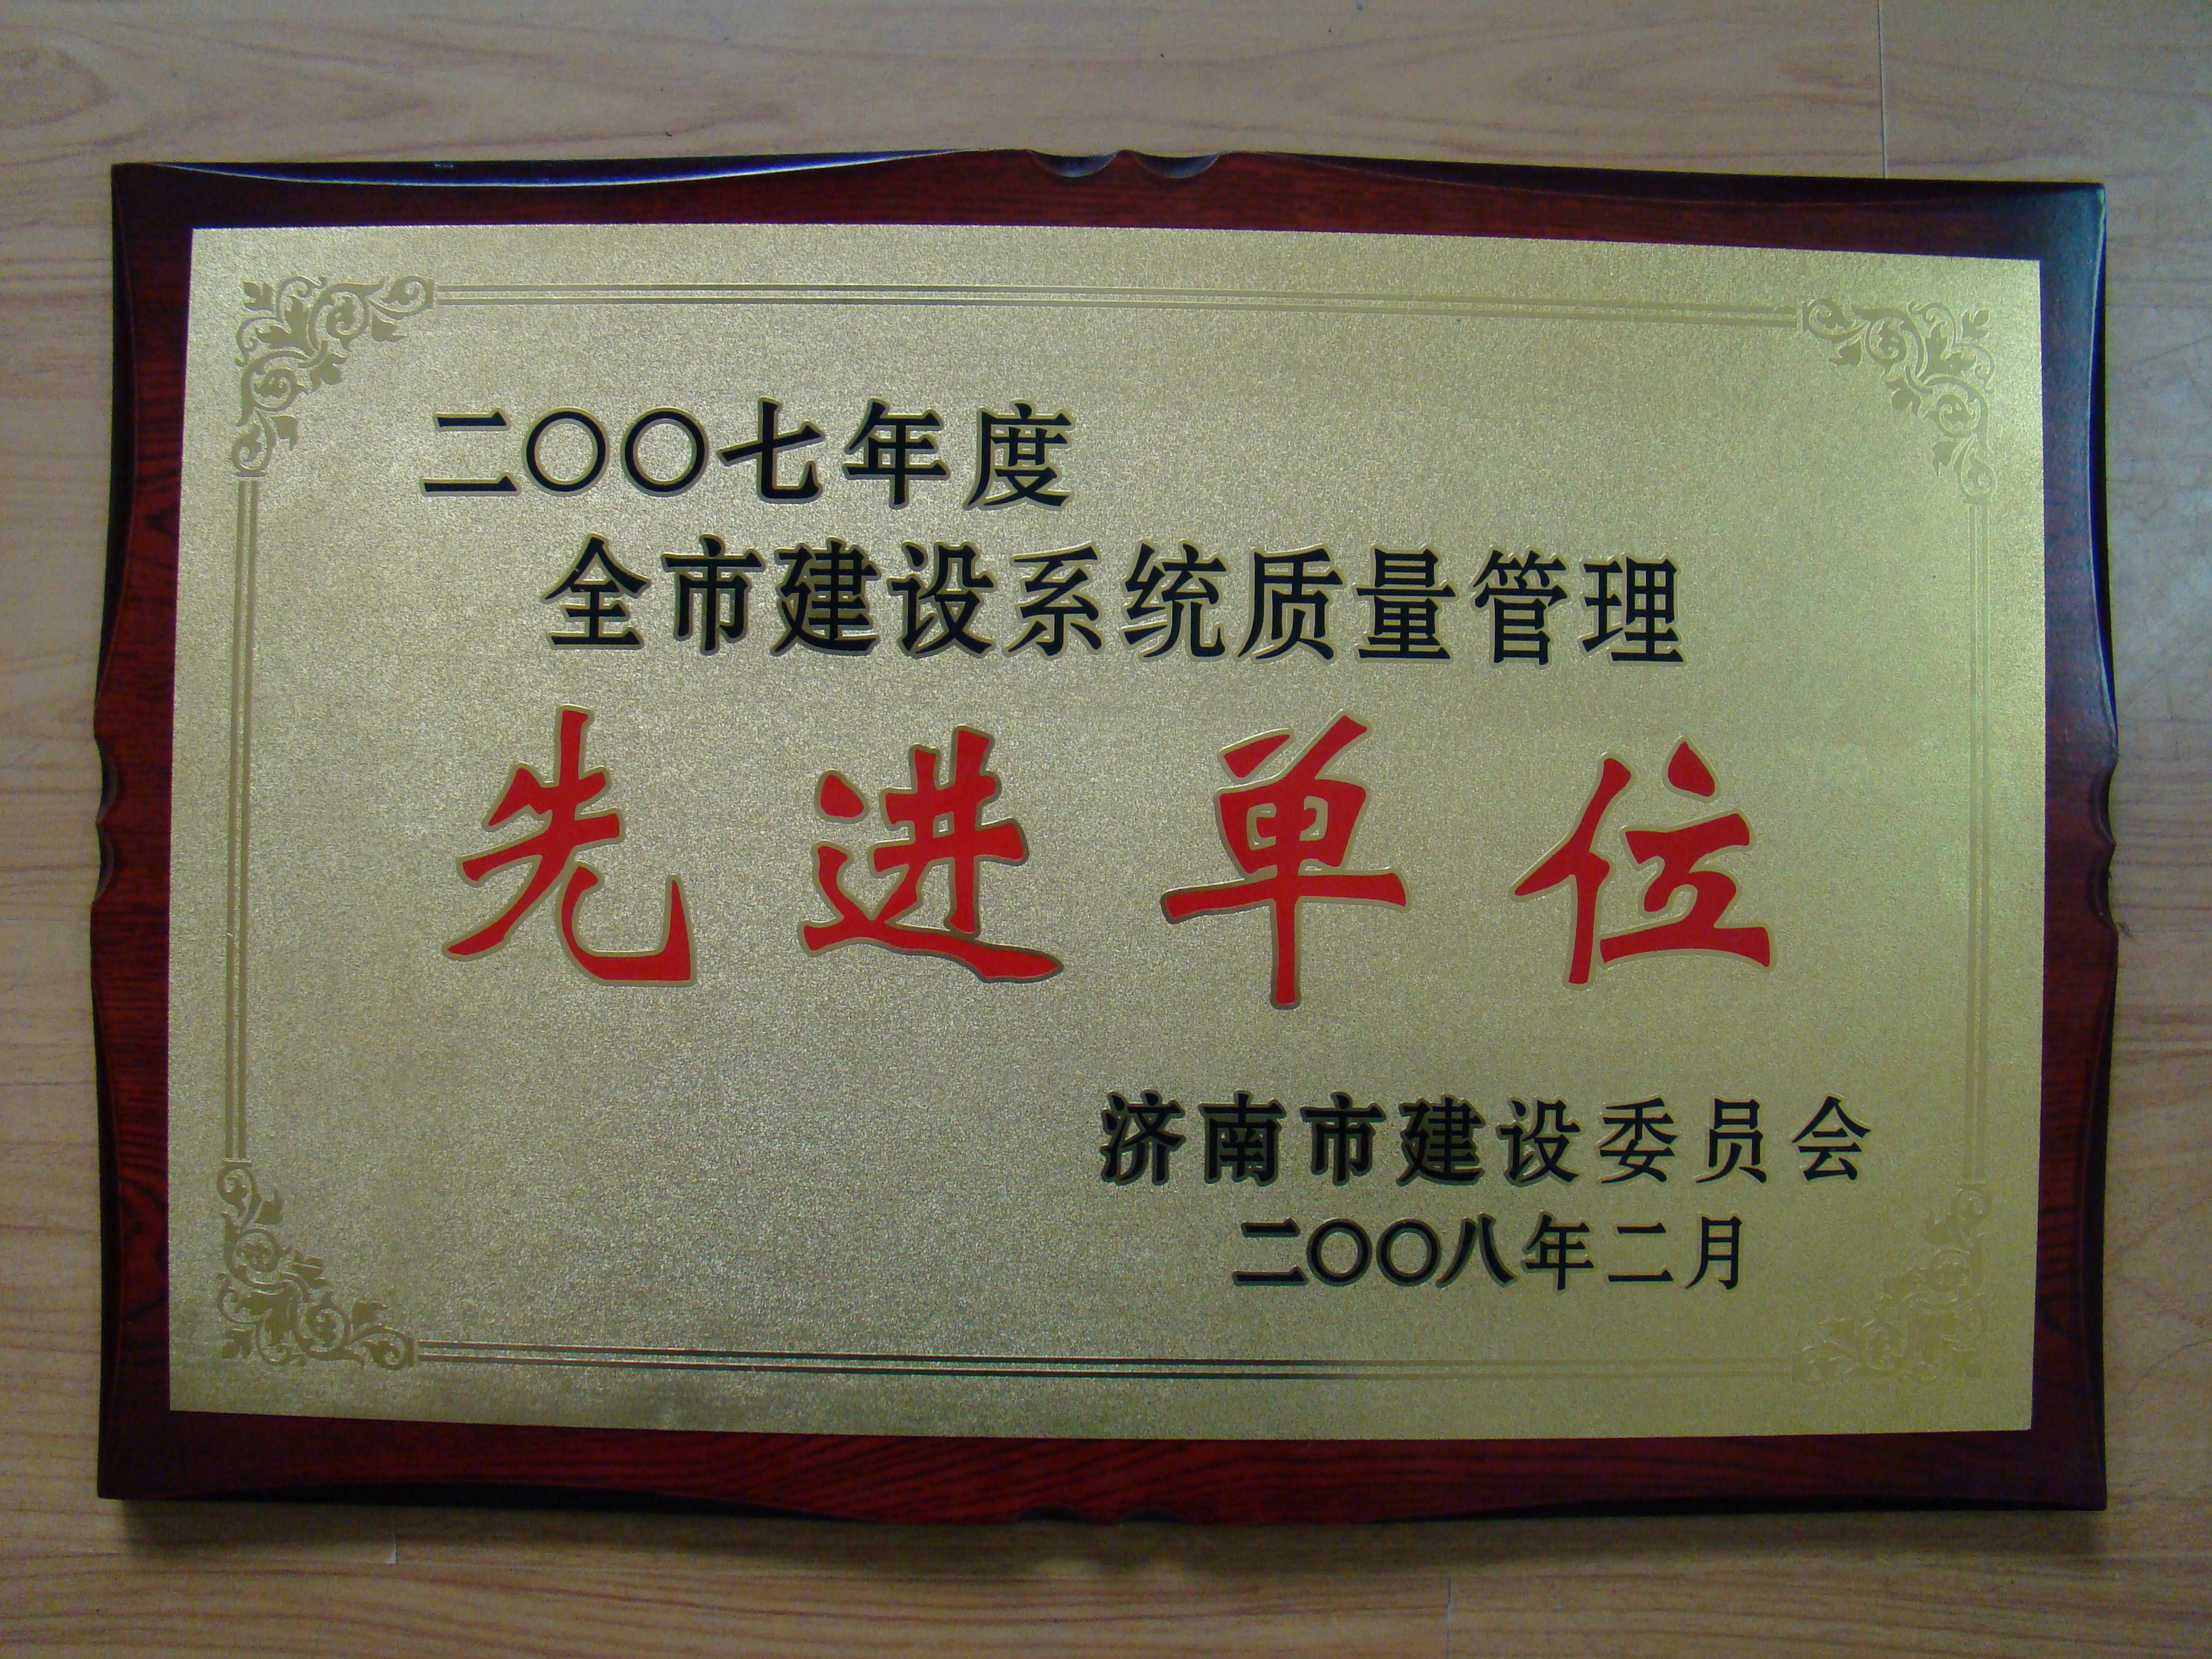 二〇〇七年度
全市建设系统质量管理
先进单位
济南市建设委员会
二〇〇八年二月